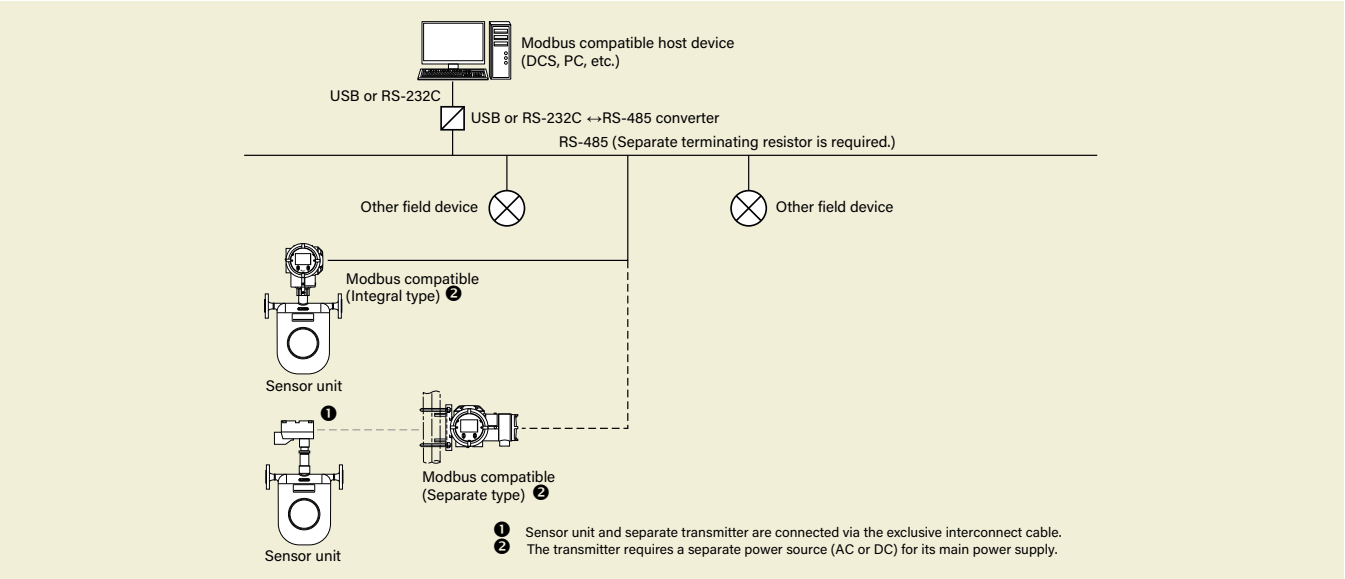 Modbus compatible host device
(DCS, PC, etc.)
USB or RS-232C
USB or RS-232C ↔RS-485 converter
RS-485 (Separate terminating resistor is required.)
Other field device
Other field device
Modbus compatible
(Integral type) ❷
Sensor unit
❶
Modbus compatible
(Separate type) ❷
Sensor unit
❶ Sensor unit and separate transmitter are connected via the exclusive interconnect cable.
❷ The transmitter requires a separate power source (AC or DC) for its main power supply.